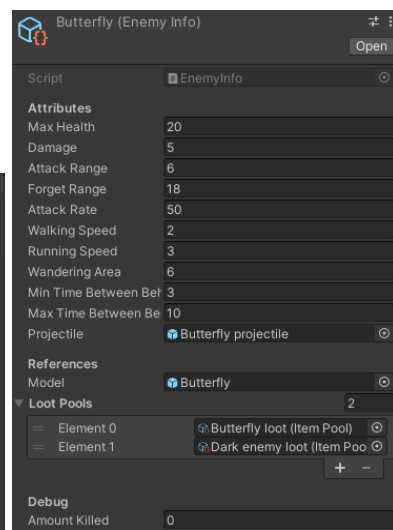 Butterfly (Enemy Info)
Open
Script EnemyInfo
Attributes
Max Health 20
Damage 5
Attack Range 6
Forget Range 18
Attack Rate 50
Walking Speed 2
Running Speed 3
Wandering Area 6
Min Time Between Beh 3
Max Time Between Be 10
Projectile Butterfly projectile
References
Model Butterfly
Loot Pools 2
Element 0 Butterfly loot (Item Pool)
Element 1 Dark enemy loot (Item Poo
+ −
Debug
Amount Killed 0